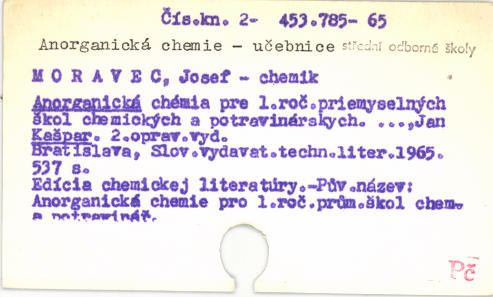 Čís.kn. 2- 453.785- 65
Anorganická chemie - učebnice střední odborné školy
M O R A V E C, Josef - chemik
Anorganická chémia pre 1.roč.priemyselných
škol chemických a potravinárskych. ...,Jan
Kašpar. 2.oprav.vyd.
Bratislava, Slov.vydavat.techn.liter.1965.
537 s.
Edícia chemickej literatúry.-Pův.název:
Anorganická chemie pro 1.roč.prům.škol chem.
a potravinář.
Pč